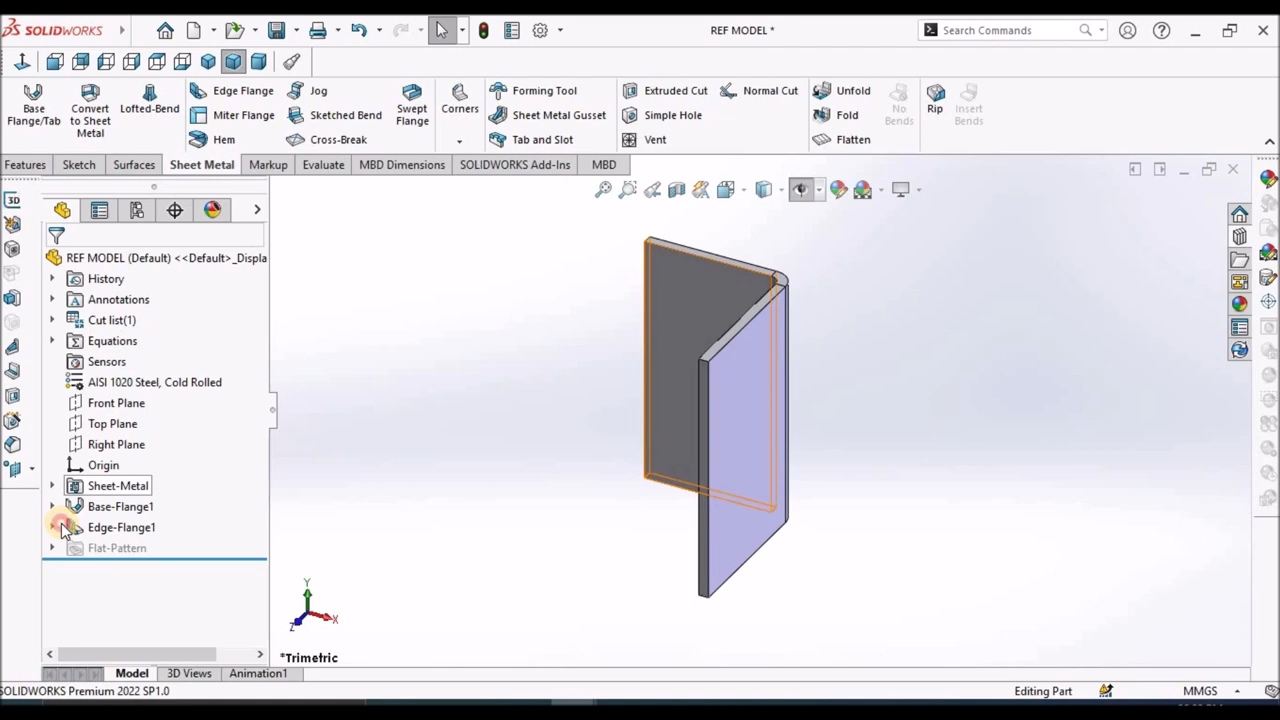 SOLIDWORKS
REF MODEL *
Search Commands
Base Flange/Tab
Convert to Sheet Metal
Lofted-Bend
Edge Flange
Miter Flange
Hem
Jog
Sketched Bend
Cross-Break
Swept Flange
Corners
Forming Tool
Sheet Metal Gusset
Tab and Slot
Extruded Cut
Simple Hole
Vent
Normal Cut
Unfold
Fold
Flatten
No Bends
Rip
Insert Bends
Features
Sketch
Surfaces
Sheet Metal
Markup
Evaluate
MBD Dimensions
SOLIDWORKS Add-Ins
MBD
REF MODEL (Default) <<Default>_Displa
History
Annotations
Cut list(1)
Equations
Sensors
AISI 1020 Steel, Cold Rolled
Front Plane
Top Plane
Right Plane
Origin
Sheet-Metal
Base-Flange1
Edge-Flange1
Flat-Pattern
Y
X
Z
*Trimetric
Model
3D Views
Animation1
SOLIDWORKS Premium 2022 SP1.0
Editing Part
MMGS